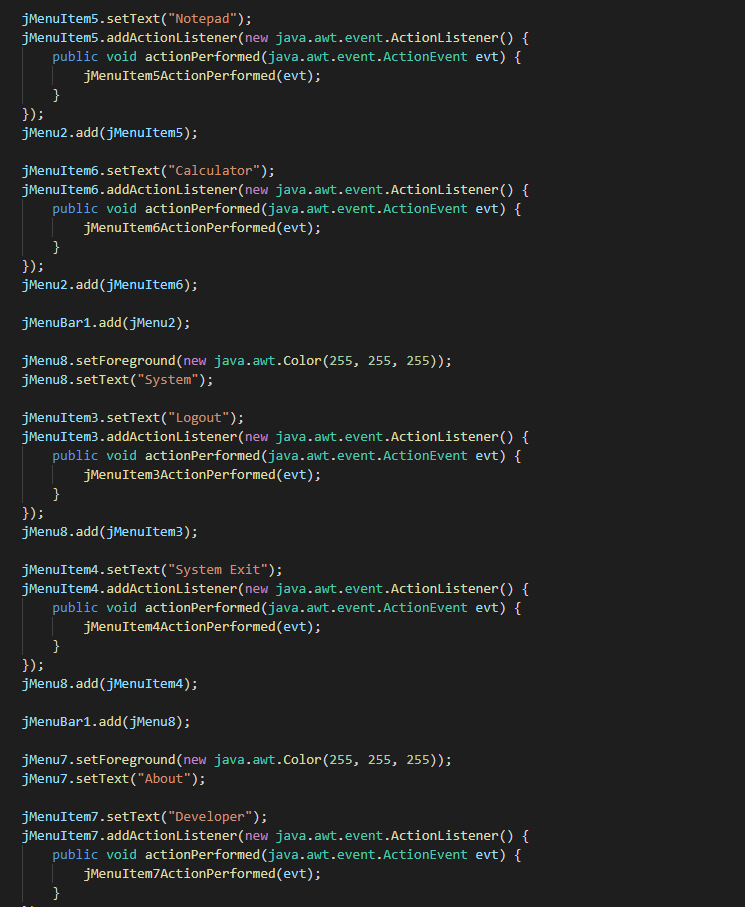 jMenuItem5.setText("Notepad");
jMenuItem5.addActionListener(new java.awt.event.ActionListener() {
    public void actionPerformed(java.awt.event.ActionEvent evt) {
        jMenuItem5ActionPerformed(evt);
    }
});
jMenu2.add(jMenuItem5);

jMenuItem6.setText("Calculator");
jMenuItem6.addActionListener(new java.awt.event.ActionListener() {
    public void actionPerformed(java.awt.event.ActionEvent evt) {
        jMenuItem6ActionPerformed(evt);
    }
});
jMenu2.add(jMenuItem6);

jMenuBar1.add(jMenu2);

jMenu8.setForeground(new java.awt.Color(255, 255, 255));
jMenu8.setText("System");

jMenuItem3.setText("Logout");
jMenuItem3.addActionListener(new java.awt.event.ActionListener() {
    public void actionPerformed(java.awt.event.ActionEvent evt) {
        jMenuItem3ActionPerformed(evt);
    }
});
jMenu8.add(jMenuItem3);

jMenuItem4.setText("System Exit");
jMenuItem4.addActionListener(new java.awt.event.ActionListener() {
    public void actionPerformed(java.awt.event.ActionEvent evt) {
        jMenuItem4ActionPerformed(evt);
    }
});
jMenu8.add(jMenuItem4);

jMenuBar1.add(jMenu8);

jMenu7.setForeground(new java.awt.Color(255, 255, 255));
jMenu7.setText("About");

jMenuItem7.setText("Developer");
jMenuItem7.addActionListener(new java.awt.event.ActionListener() {
    public void actionPerformed(java.awt.event.ActionEvent evt) {
        jMenuItem7ActionPerformed(evt);
    }